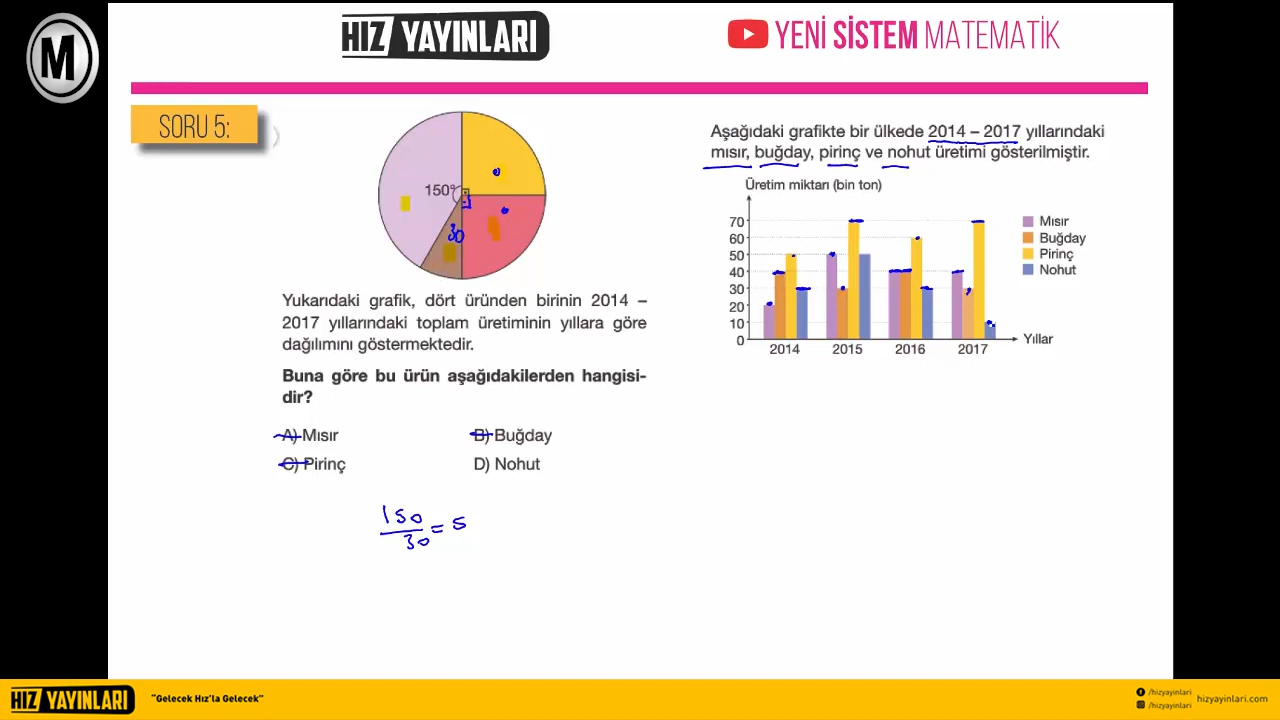 M
HIZ YAYINLARI
YENİ SİSTEM MATEMATİK
SORU 5:
150°
30
Yukarıdaki grafik, dört üründen birinin 2014 –
2017 yıllarındaki toplam üretiminin yıllara göre
dağılımını göstermektedir.
Buna göre bu ürün aşağıdakilerden hangisi-
dir?
A) Mısır
B) Buğday
C) Pirinç
D) Nohut
150
30
= 5
Aşağıdaki grafikte bir ülkede 2014 – 2017 yıllarındaki
mısır, buğday, pirinç ve nohut üretimi gösterilmiştir.
Üretim miktarı (bin ton)
70
60
50
40
30
20
10
0
2014 2015 2016 2017
Yıllar
Mısır
Buğday
Pirinç
Nohut
HIZ YAYINLARI
"Gelecek Hız'la Gelecek"
/hizyayinlari
/hizyayinlari
hizyayinlari.com